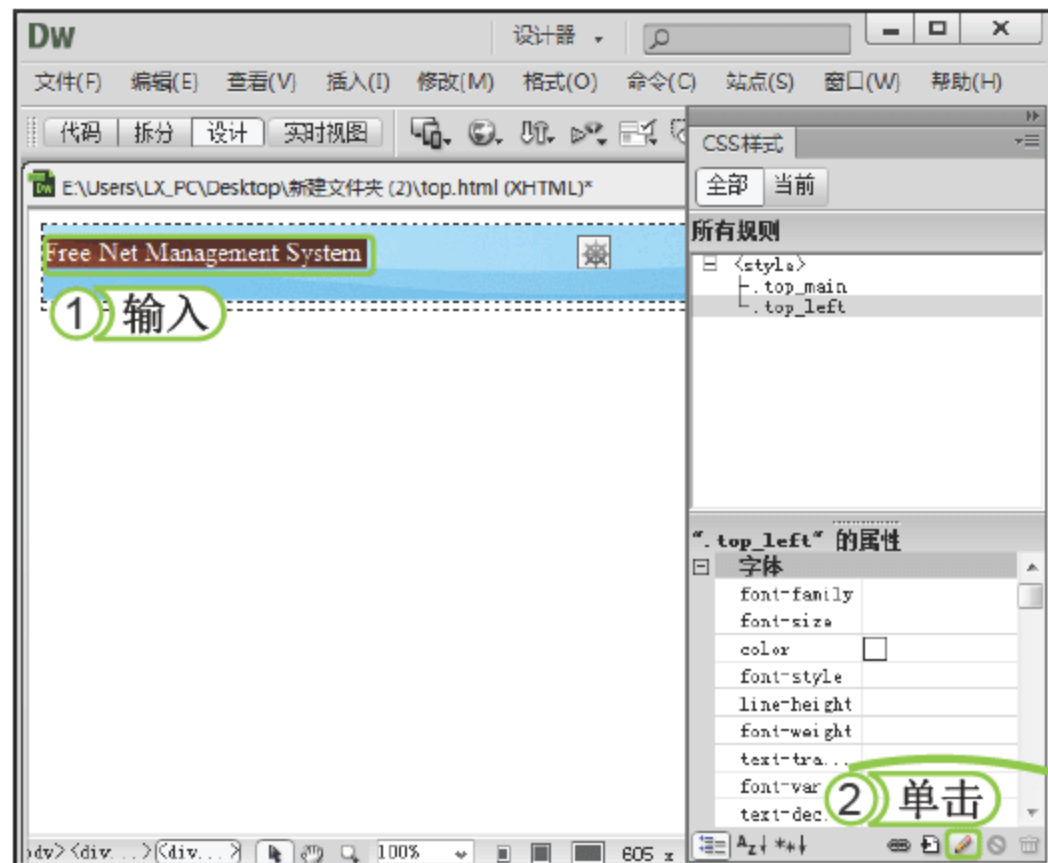 Dw 设计器
文件(F) 编辑(E) 查看(V) 插入(I) 修改(M) 格式(O) 命令(C) 站点(S) 窗口(W) 帮助(H)
代码 拆分 设计 实时视图
CSS样式
E:\Users\LX_PC\Desktop\新建文件夹 (2)\top.html (XHTML)*
全部 当前
所有规则
<style>
.top_main
.top_left
Free Net Management System
1 输入
“.top_left” 的属性
字体
font-family
font-size
color
font-style
line-height
font-weight
text-tra...
font-var
text-dec.
2 单击
dy> <div...> <div...> 100% 605 x